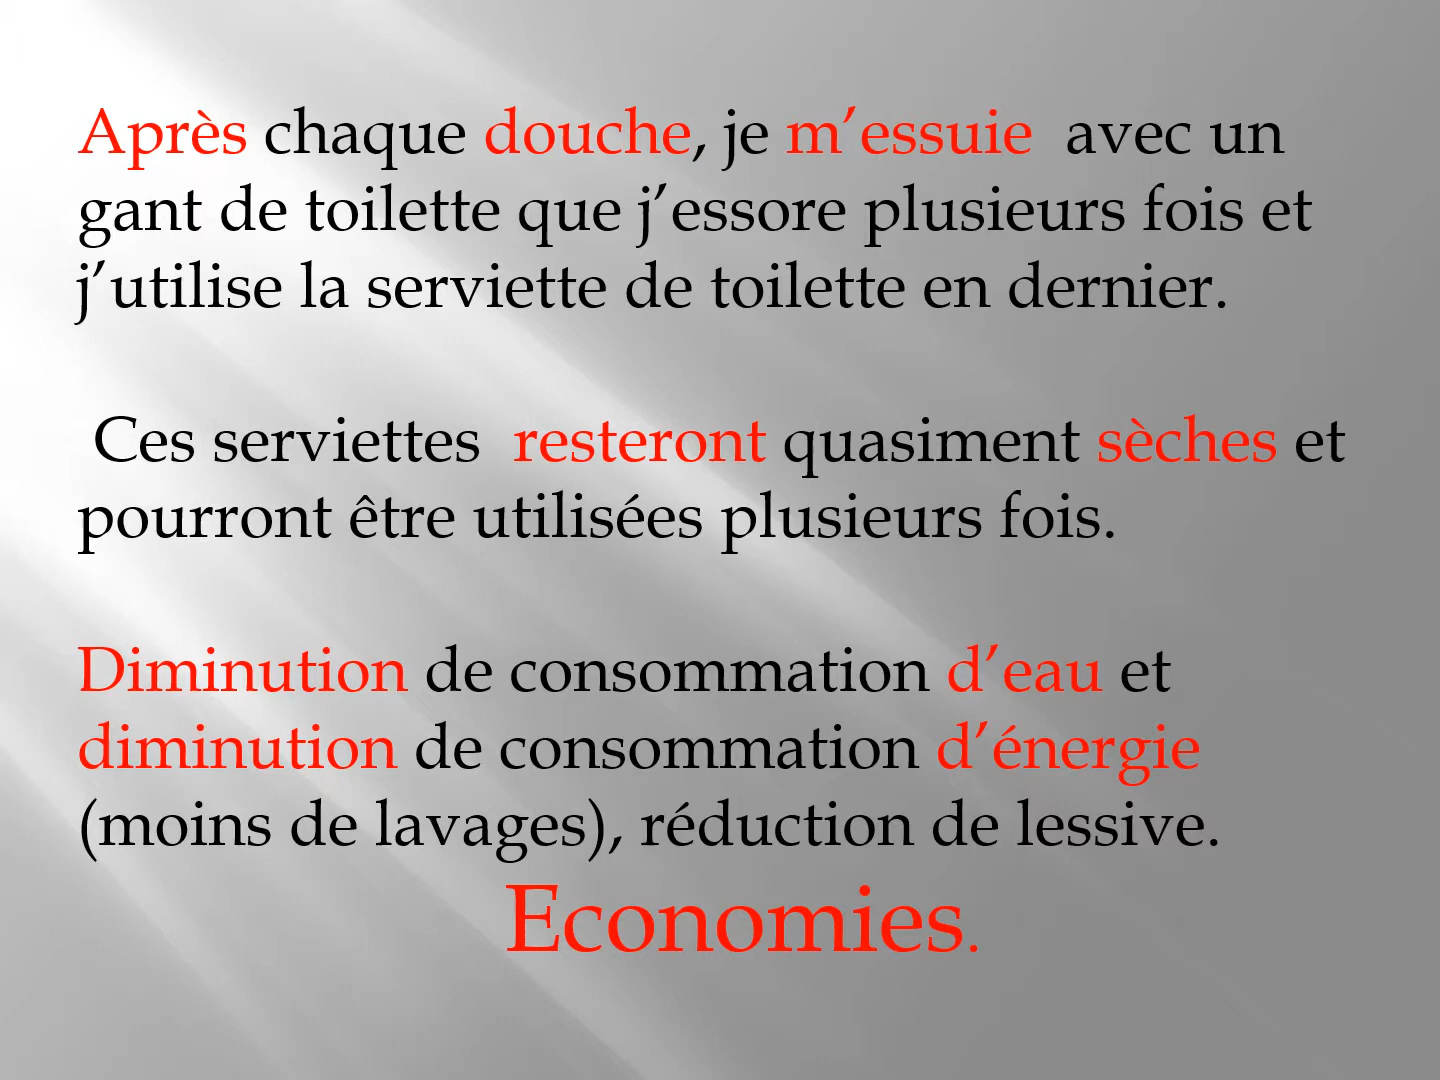 Après chaque douche, je m’essuie  avec un
gant de toilette que j’essore plusieurs fois et
j’utilise la serviette de toilette en dernier.
Ces serviettes  resteront quasiment sèches et
pourront être utilisées plusieurs fois.
Diminution de consommation d’eau et
diminution de consommation d’énergie
(moins de lavages), réduction de lessive.
Economies.